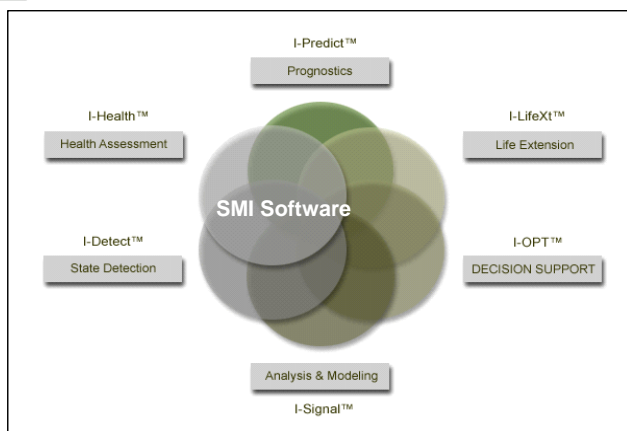 I-Predict™
Prognostics
I-Health™
Health Assessment
I-LifeXt™
Life Extension
SMI Software
I-Detect™
State Detection
I-OPT™
DECISION SUPPORT
Analysis & Modeling
I-Signal™